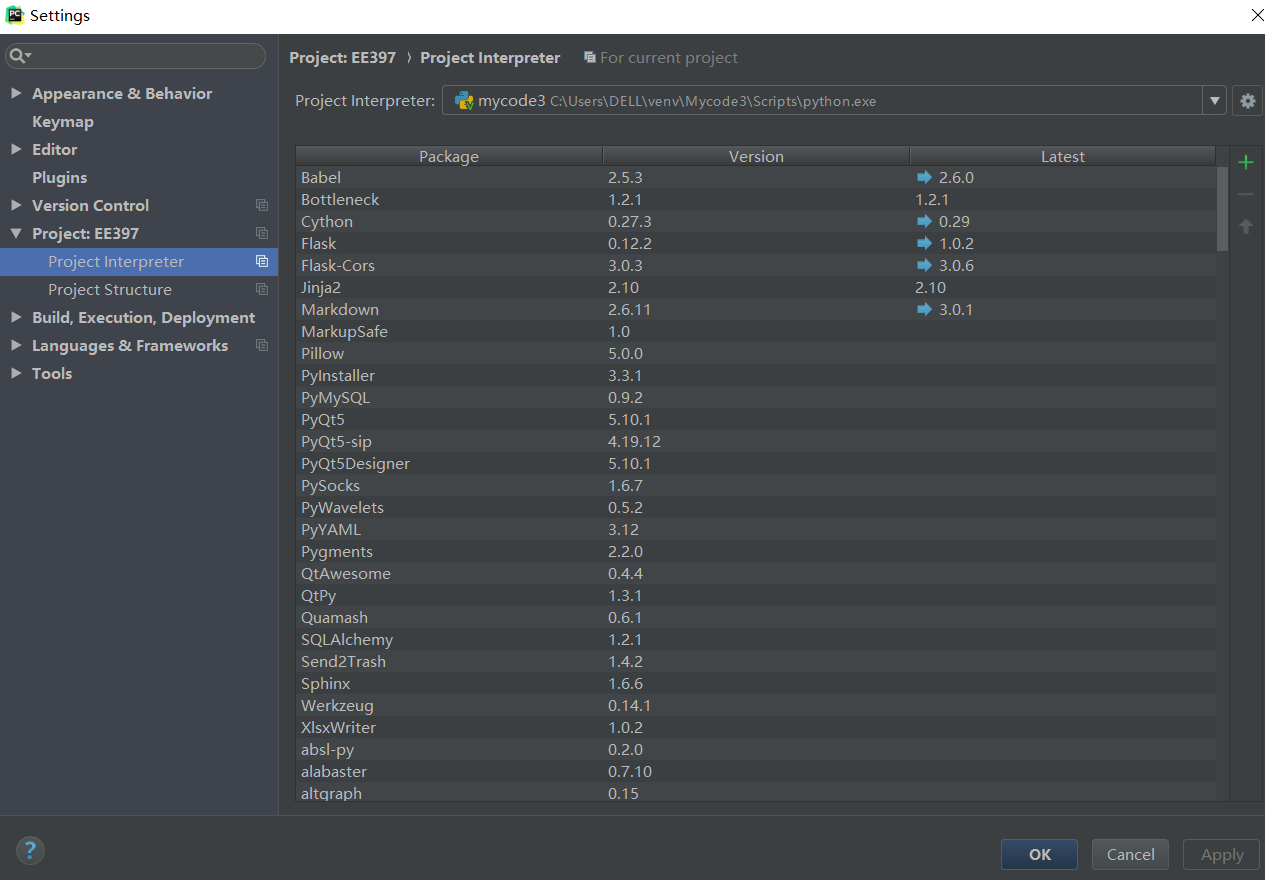 PC Settings
Appearance & Behavior
Keymap
Editor
Plugins
Version Control
Project: EE397
Project Interpreter
Project Structure
Build, Execution, Deployment
Languages & Frameworks
Tools
Project: EE397 › Project Interpreter For current project
Project Interpreter: mycode3 C:\Users\DELL\venv\Mycode3\Scripts\python.exe
Package Version Latest
Babel 2.5.3 2.6.0
Bottleneck 1.2.1 1.2.1
Cython 0.27.3 0.29
Flask 0.12.2 1.0.2
Flask-Cors 3.0.3 3.0.6
Jinja2 2.10 2.10
Markdown 2.6.11 3.0.1
MarkupSafe 1.0
Pillow 5.0.0
PyInstaller 3.3.1
PyMySQL 0.9.2
PyQt5 5.10.1
PyQt5-sip 4.19.12
PyQt5Designer 5.10.1
PySocks 1.6.7
PyWavelets 0.5.2
PyYAML 3.12
Pygments 2.2.0
QtAwesome 0.4.4
QtPy 1.3.1
Quamash 0.6.1
SQLAlchemy 1.2.1
Send2Trash 1.4.2
Sphinx 1.6.6
Werkzeug 0.14.1
XlsxWriter 1.0.2
absl-py 0.2.0
alabaster 0.7.10
altgraph 0.15
? OK Cancel Apply